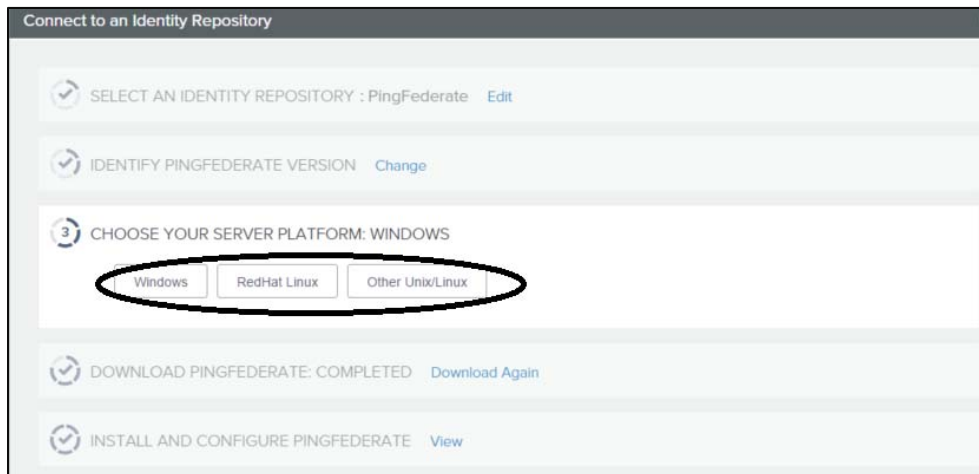 Connect to an Identity Repository
SELECT AN IDENTITY REPOSITORY : PingFederate Edit
IDENTIFY PINGFEDERATE VERSION Change
3 CHOOSE YOUR SERVER PLATFORM: WINDOWS
Windows RedHat Linux Other Unix/Linux
DOWNLOAD PINGFEDERATE: COMPLETED Download Again
INSTALL AND CONFIGURE PINGFEDERATE View